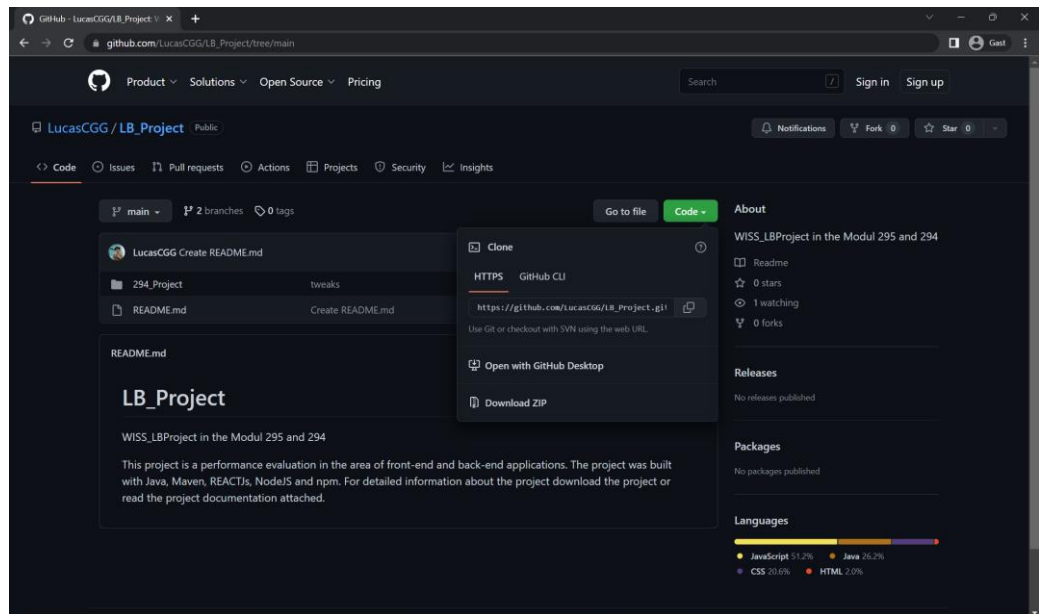 GitHub - LucasCGG/LB_Project: V
github.com/LucasCGG/LB_Project/tree/main
Gast
Product Solutions Open Source Pricing
Search /
Sign in Sign up
LucasCGG / LB_Project Public
Notifications Fork 0 Star 0
Code Issues Pull requests Actions Projects Security Insights
main 2 branches 0 tags
Go to file Code
LucasCGG Create README.md
294_Project tweaks
README.md Create README.md
Clone
HTTPS GitHub CLI
https://github.com/LucasCGG/LB_Project.git
Use Git or checkout with SVN using the web URL.
Open with GitHub Desktop
Download ZIP
README.md
LB_Project
WISS_LBProject in the Modul 295 and 294
This project is a performance evaluation in the area of front-end and back-end applications. The project was built
with Java, Maven, REACTJs, NodeJS and npm. For detailed information about the project download the project or
read the project documentation attached.
About
WISS_LBProject in the Modul 295 and 294
Readme
0 stars
1 watching
0 forks
Releases
No releases published
Packages
No packages published
Languages
JavaScript 51.2% Java 26.2%
CSS 20.6% HTML 2.0%